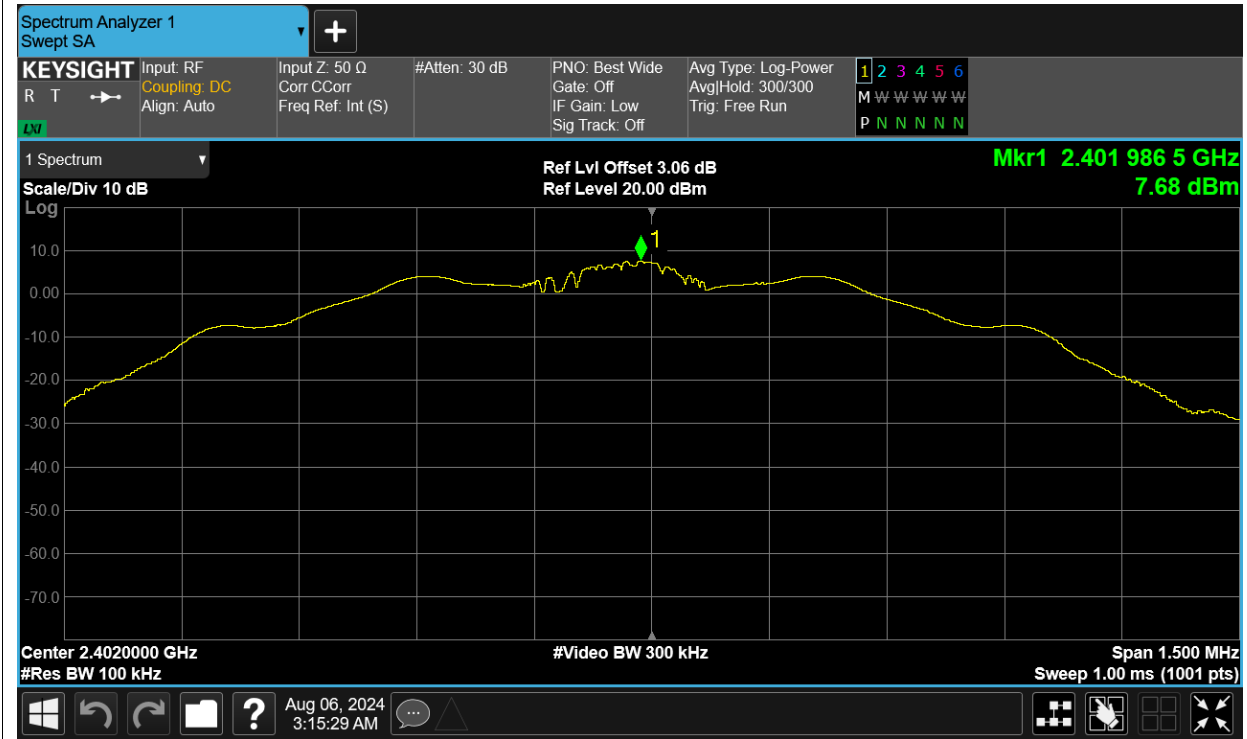 Spectrum Analyzer 1
Swept SA
KEYSIGHT
R T
LXI
Input: RF
Coupling: DC
Align: Auto
Input Z: 50 Ω
Corr CCorr
Freq Ref: Int (S)
#Atten: 30 dB
PNO: Best Wide
Gate: Off
IF Gain: Low
Sig Track: Off
Avg Type: Log-Power
Avg|Hold: 300/300
Trig: Free Run
1 2 3 4 5 6
M W W W W W
P N N N N N
1 Spectrum
Scale/Div 10 dB
Log
Ref Lvl Offset 3.06 dB
Ref Level 20.00 dBm
Mkr1 2.401 986 5 GHz
7.68 dBm
1
10.0
0.00
-10.0
-20.0
-30.0
-40.0
-50.0
-60.0
-70.0
Center 2.4020000 GHz
#Res BW 100 kHz
#Video BW 300 kHz
Span 1.500 MHz
Sweep 1.00 ms (1001 pts)
?
Aug 06, 2024
3:15:29 AM